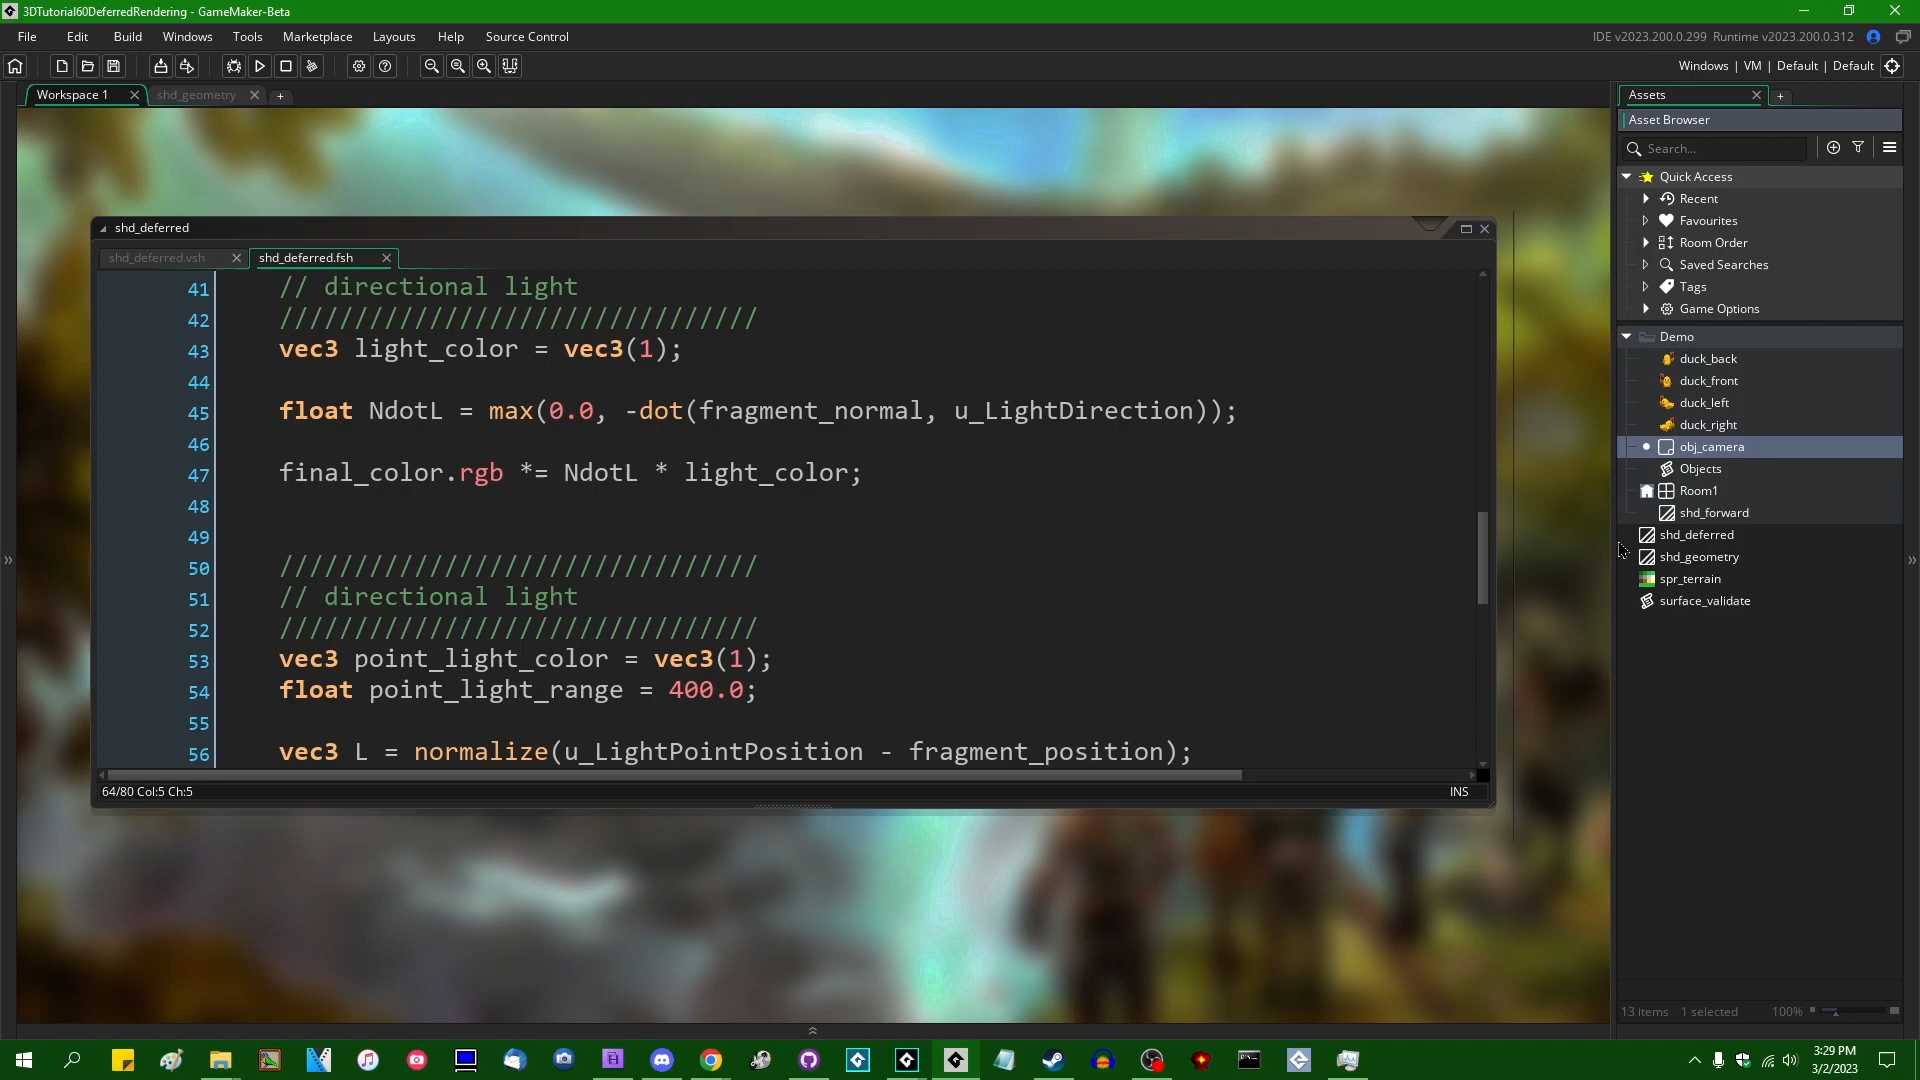 3DTutorial60DeferredRendering - GameMaker-Beta
File Edit Build Windows Tools Marketplace Layouts Help Source Control
IDE v2023.200.0.299 Runtime v2023.200.0.312
Windows | VM | Default | Default
Workspace 1
shd_geometry
Assets
Asset Browser
Search...
Quick Access
Recent
Favourites
Room Order
Saved Searches
Tags
Game Options
Demo
duck_back
duck_front
duck_left
duck_right
obj_camera
Objects
Room1
shd_forward
shd_deferred
shd_geometry
spr_terrain
surface_validate
13 items 1 selected 100%
shd_deferred
shd_deferred.vsh
shd_deferred.fsh
41 // directional light
42 ////////////////////////////////
43 vec3 light_color = vec3(1);
44
45 float NdotL = max(0.0, -dot(fragment_normal, u_LightDirection));
46
47 final_color.rgb *= NdotL * light_color;
48
49
50 ////////////////////////////////
51 // directional light
52 ////////////////////////////////
53 vec3 point_light_color = vec3(1);
54 float point_light_range = 400.0;
55
56 vec3 L = normalize(u_LightPointPosition - fragment_position);
64/80 Col:5 Ch:5
INS
3:29 PM
3/2/2023